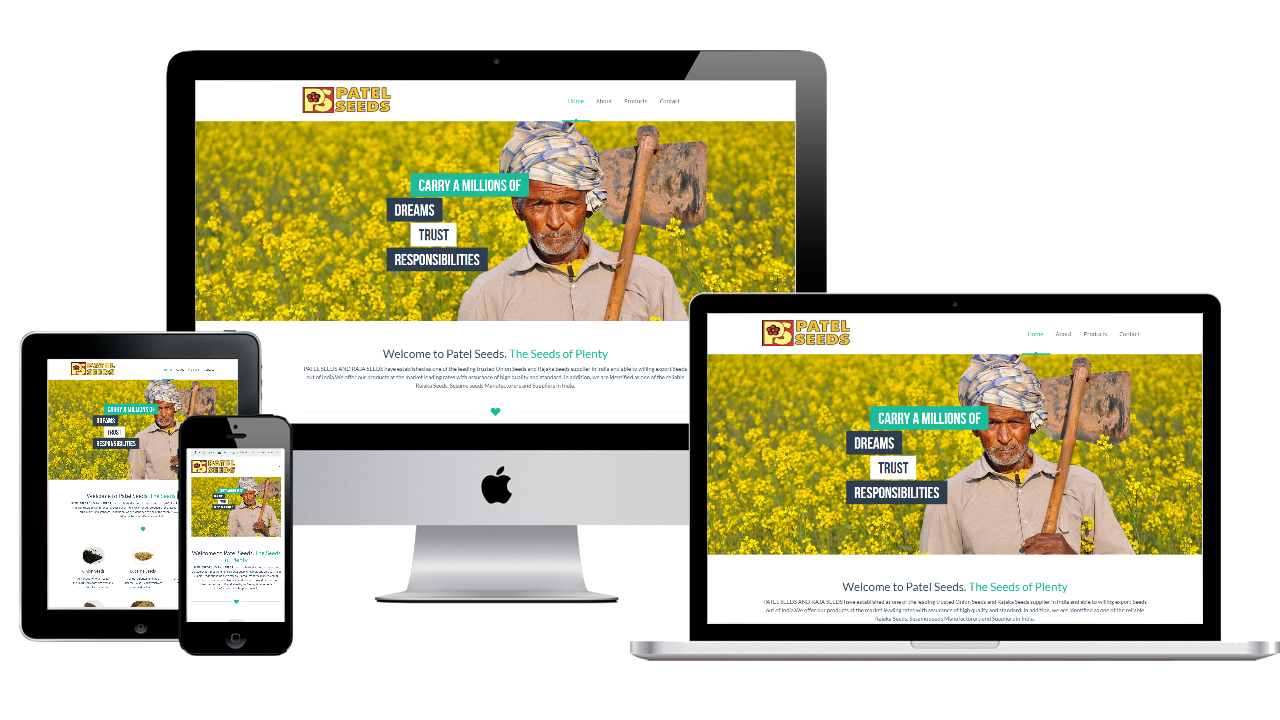 PATEL
SEEDS
Home About Products Contact
CARRY A MILLIONS OF
DREAMS
TRUST
RESPONSIBILITIES
Welcome to Patel Seeds. The Seeds of Plenty
PATEL SEEDS AND RAJA SEEDS have established as one of the leading trusted Onion Seeds and Rajaka Seeds supplier in India and able to willing export Seeds
out of India.We offer our products at the market leading rates with assurance of high quality and standard. In addition, we are identified as one of the reliable
Rajaka Seeds, Sesame seeds Manufacturers and Suppliers in India.
PATEL
SEEDS
CARRY A MILLIONS OF
DREAMS
TRUST
RESPONSIBILITIES
Welcome to Patel Seeds. The Seeds
Onion Seeds Lucerne Seeds
PATEL
SEEDS
Welcome to Patel Seeds. The Seeds
of Plenty
PATEL
SEEDS
Home About Products Contact
CARRY A MILLIONS OF
DREAMS
TRUST
RESPONSIBILITIES
Welcome to Patel Seeds. The Seeds of Plenty
PATEL SEEDS AND RAJA SEEDS have established as one of the leading trusted Onion Seeds and Rajaka Seeds supplier in India and able to willing export Seeds
out of India.We offer our products at the market leading rates with assurance of high quality and standard. In addition, we are identified as one of the reliable
Rajaka Seeds, Sesame seeds Manufacturers and Suppliers in India.